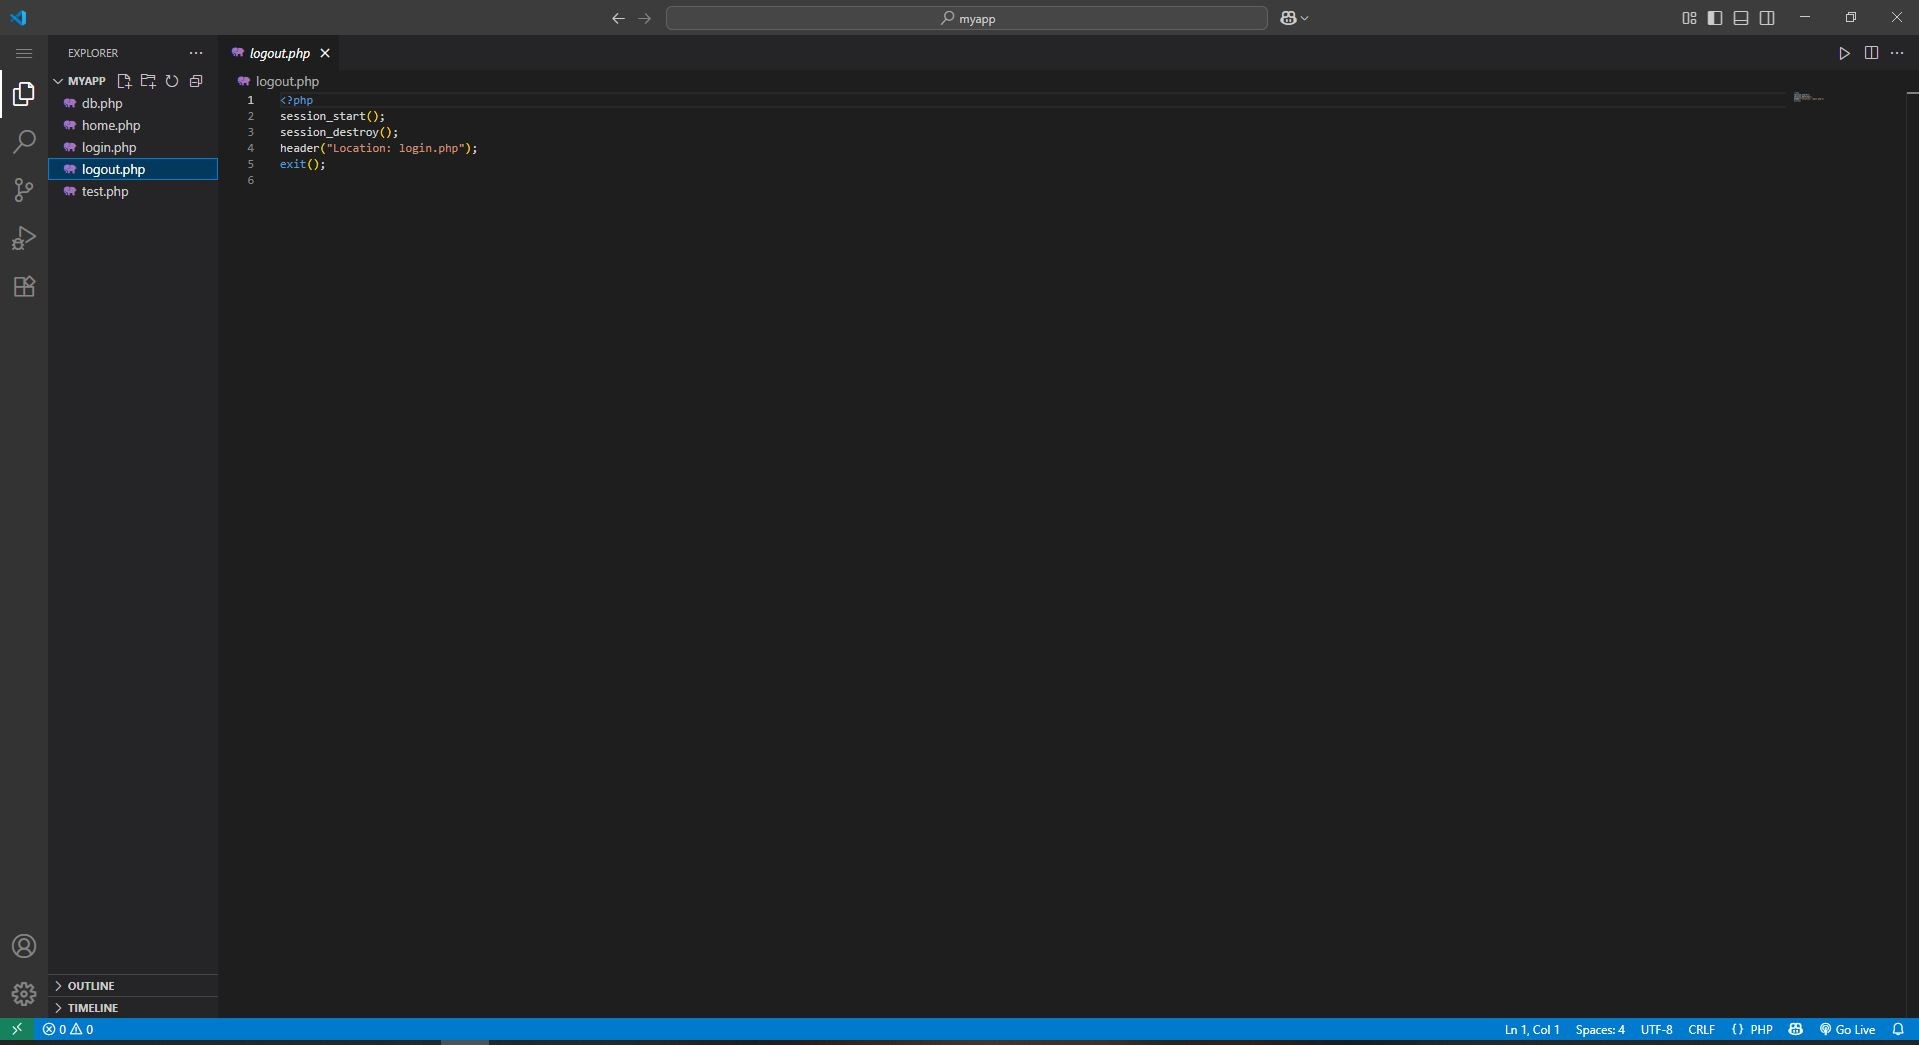 myapp
EXPLORER
MYAPP
db.php
home.php
login.php
logout.php
test.php
OUTLINE
TIMELINE
logout.php
logout.php
1 <?php
2 session_start();
3 session_destroy();
4 header("Location: login.php");
5 exit();
6
0 0
Ln 1, Col 1 Spaces: 4 UTF-8 CRLF {} PHP Go Live